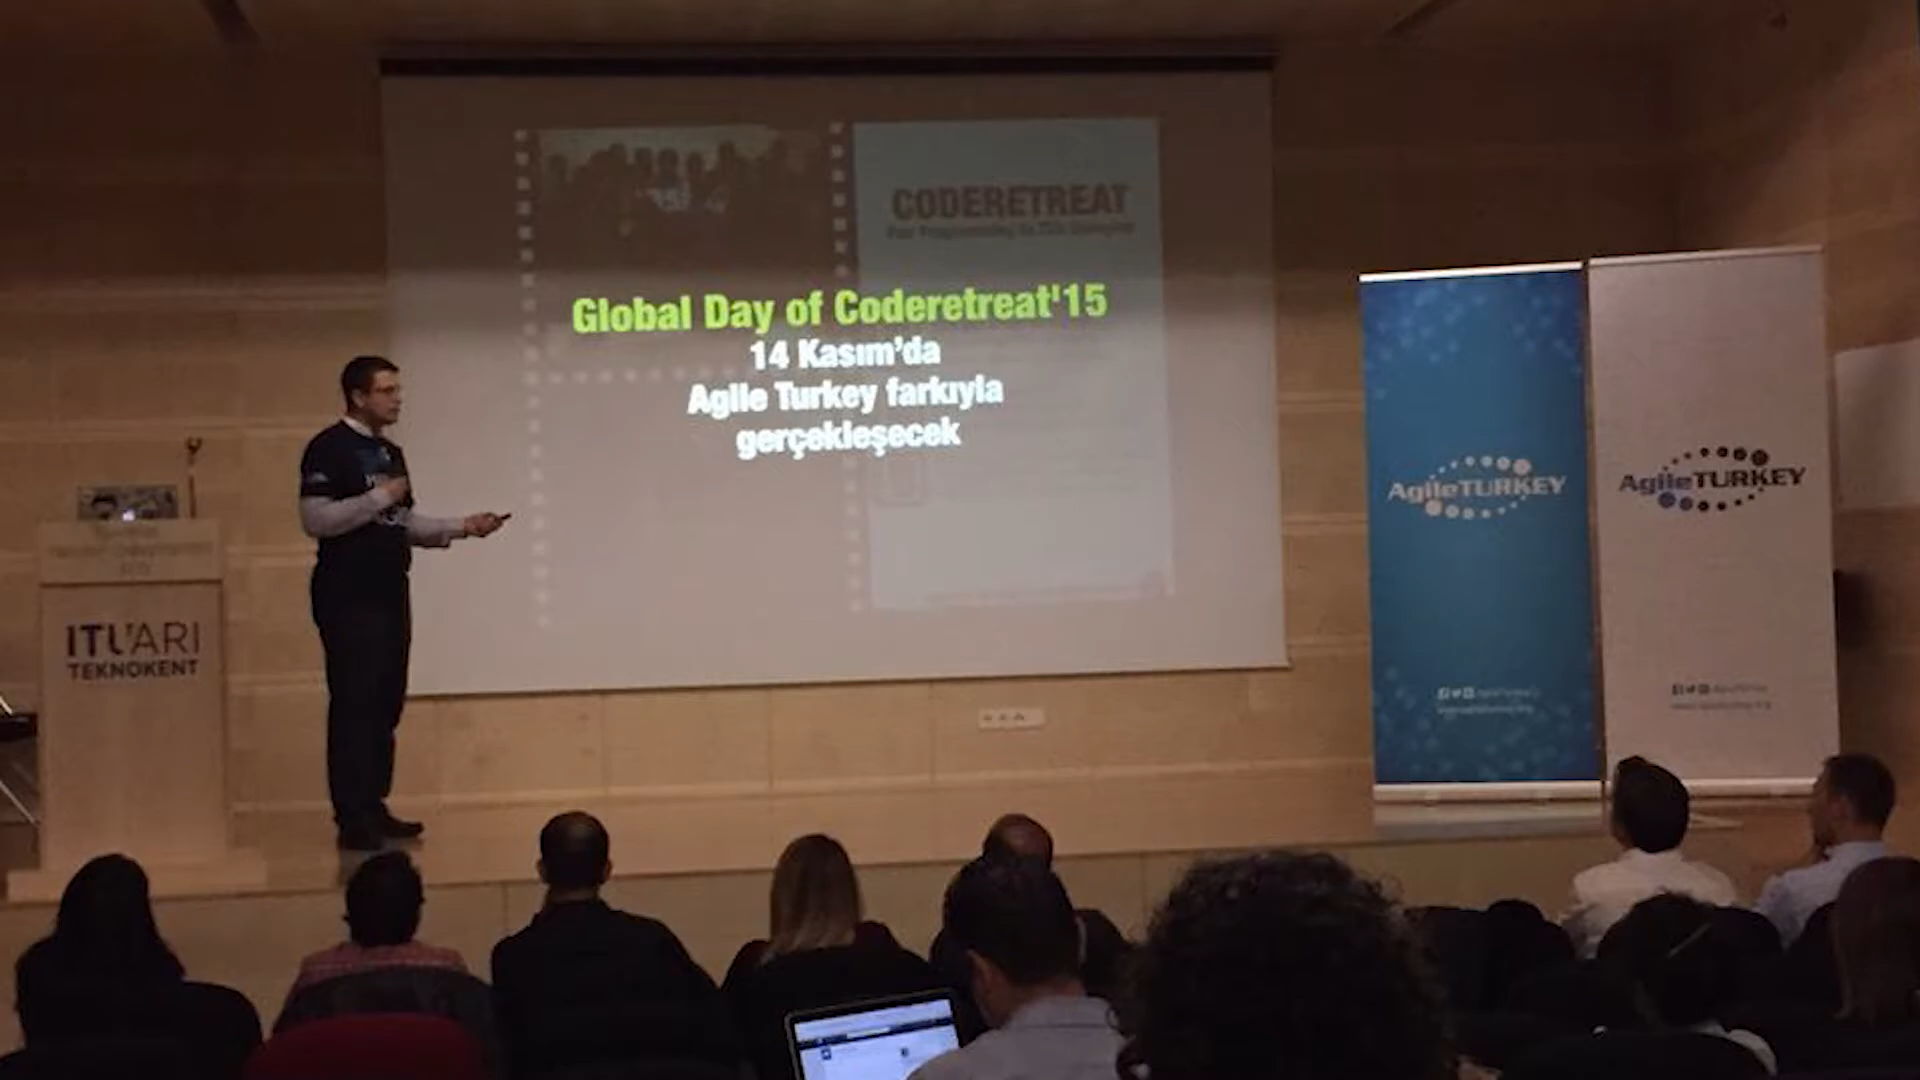 CODERETREAT
Global Day of Coderetreat'15
14 Kasım'da
Agile Turkey farkıyla
gerçekleşecek
AgileTURKEY
AgileTURKEY
ITU ARI
TEKNOKENT